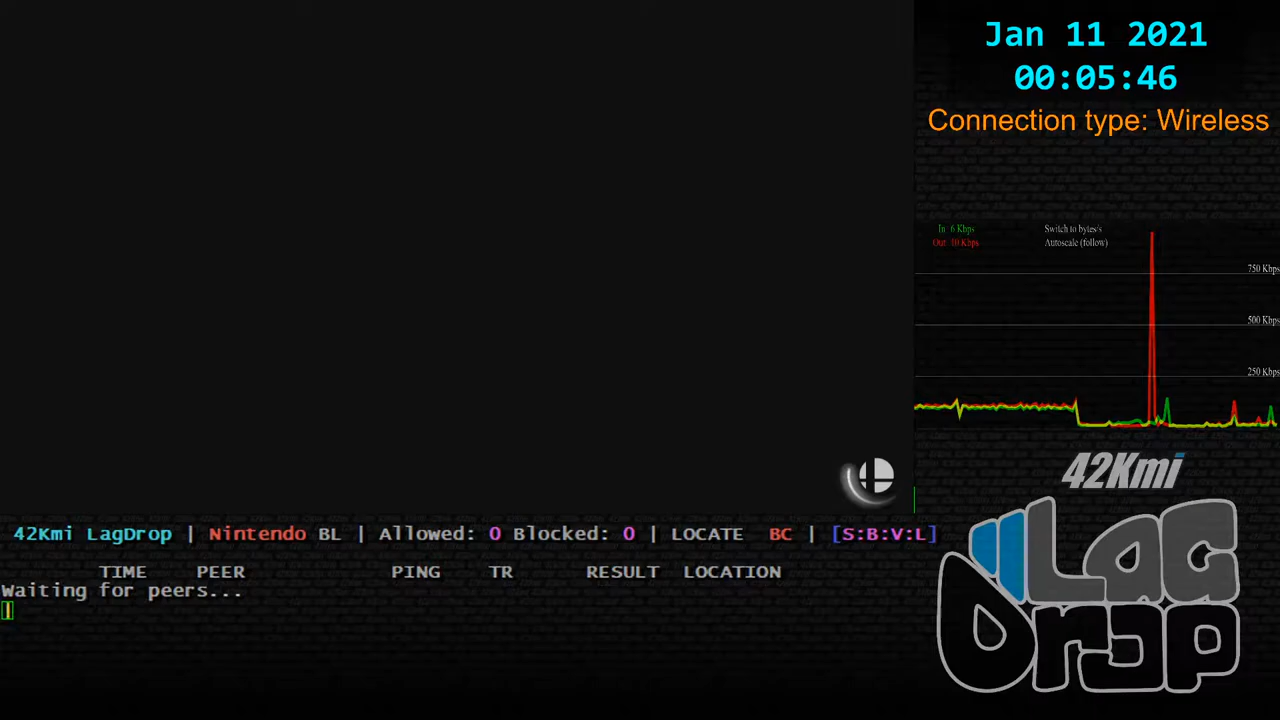 Jan 11 2021
00:05:46
Connection type: Wireless
In 6 Kbps
Switch to bytes/s
Out 10 Kbps
Autoscale (follow)
750 Kbps
500 Kbps
250 Kbps
42Kmi
LagDrop
42Kmi LagDrop | Nintendo BL | Allowed: 0 Blocked: 0 | LOCATE BC | [S:B:V:L]
TIME PEER PING TR RESULT LOCATION
Waiting for peers...